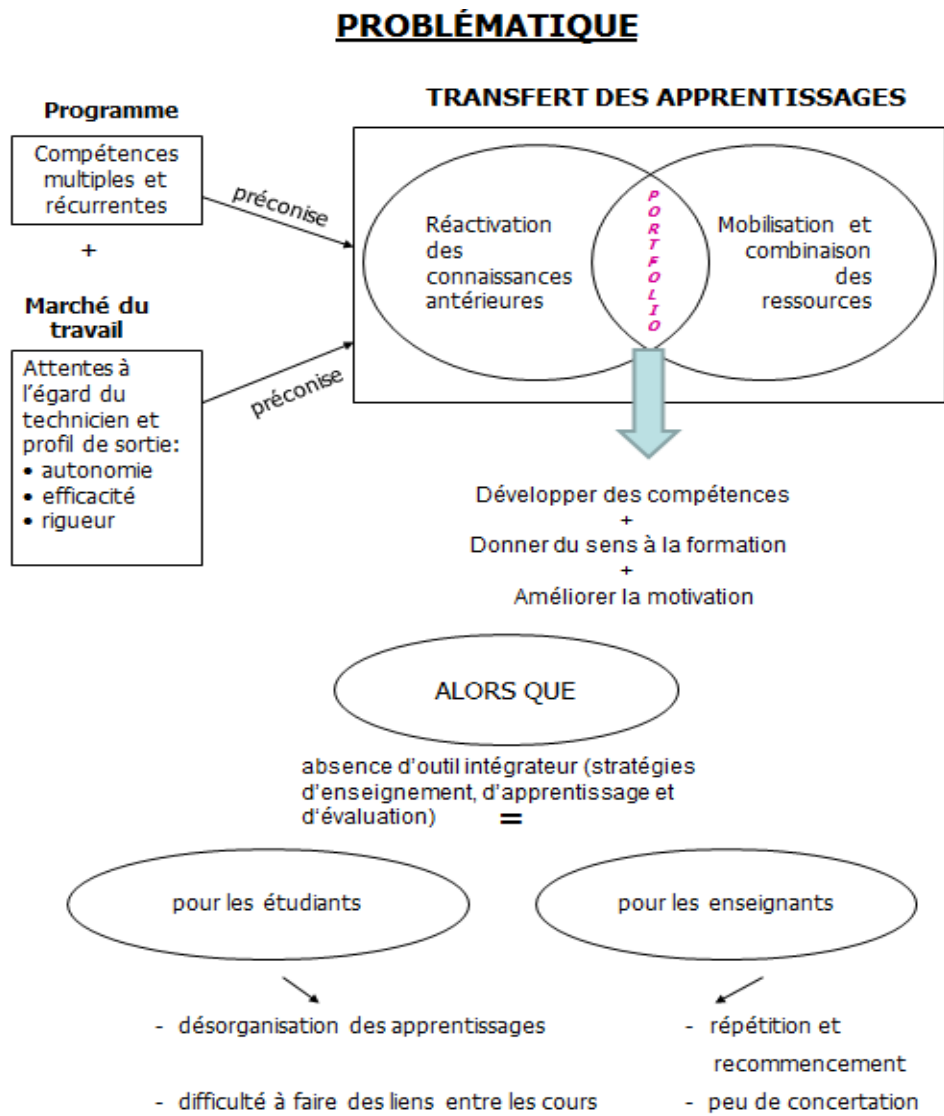 PROBLÉMATIQUE
Programme
Compétences
multiples et
récurrentes
+
Marché du
travail
Attentes à
l'égard du
technicien et
profil de sortie:
• autonomie
• efficacité
• rigueur
préconise
préconise
TRANSFERT DES APPRENTISSAGES
Réactivation
des
connaissances
antérieures
PORTFOLIO
Mobilisation et
combinaison
des
ressources
Développer des compétences
+
Donner du sens à la formation
+
Améliorer la motivation
ALORS QUE
absence d'outil intégrateur (stratégies
d'enseignement, d'apprentissage et
d'évaluation) =
pour les étudiants
- désorganisation des apprentissages
- difficulté à faire des liens entre les cours
pour les enseignants
- répétition et
recommencement
- peu de concertation